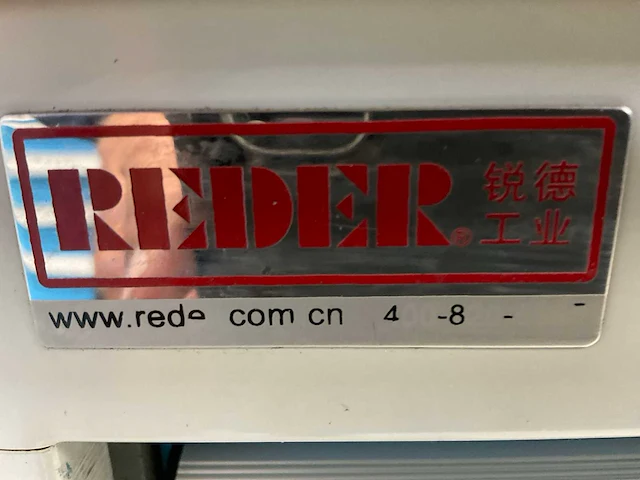 REDER® 锐德
工业
www.rede com cn 4 -8 - -